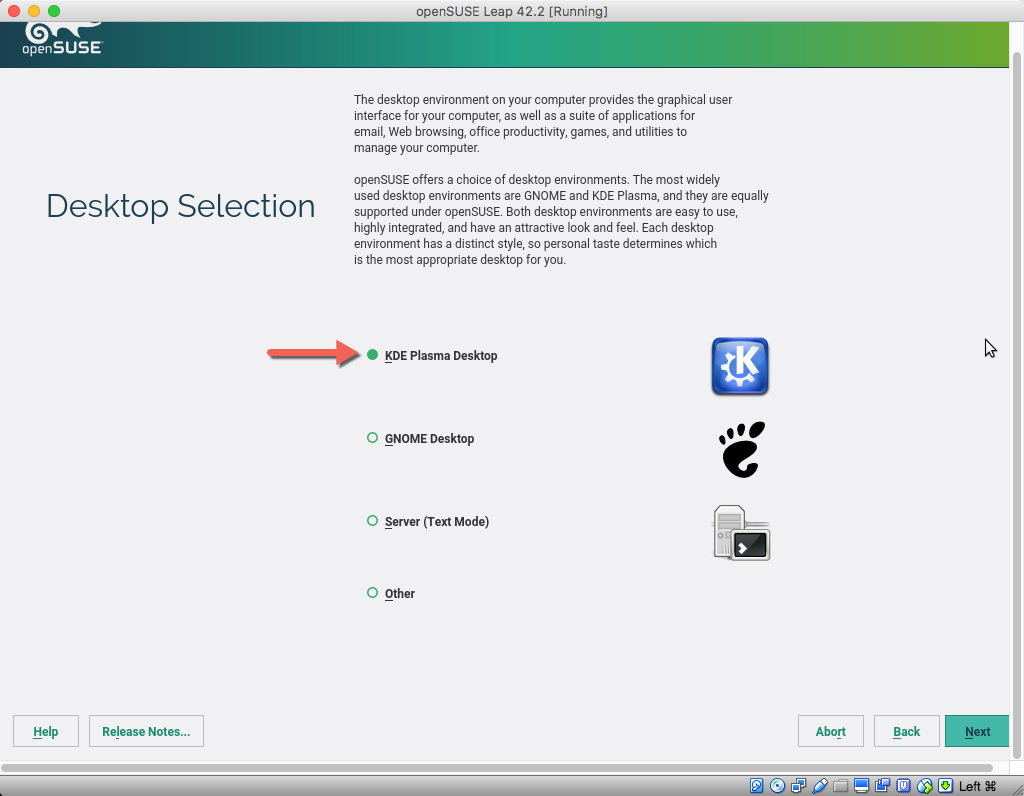 openSUSE Leap 42.2 [Running]
openSUSE
The desktop environment on your computer provides the graphical user
interface for your computer, as well as a suite of applications for
email, Web browsing, office productivity, games, and utilities to
manage your computer.
openSUSE offers a choice of desktop environments. The most widely
used desktop environments are GNOME and KDE Plasma, and they are equally
supported under openSUSE. Both desktop environments are easy to use,
highly integrated, and have an attractive look and feel. Each desktop
environment has a distinct style, so personal taste determines which
is the most appropriate desktop for you.
Desktop Selection
KDE Plasma Desktop
GNOME Desktop
Server (Text Mode)
Other
Help Release Notes... Abort Back Next
Left ⌘